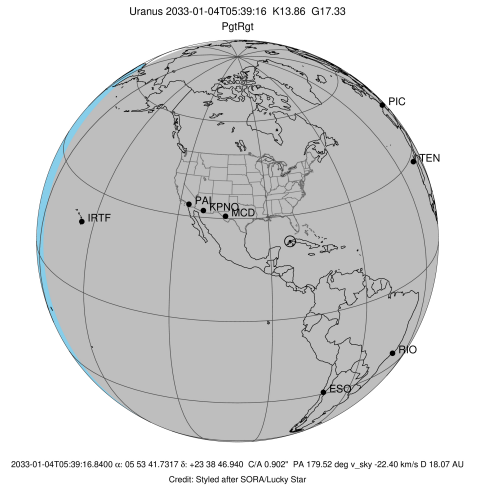 Uranus 2033-01-04T05:39:16 K13.86 G17.33
PgtRgt
PIC
TEN
PAL
KPNO
MCD
IRTF
RIO
ESO
2033-01-04T05:39:16.8400 α: 05 53 41.7317 δ: +23 38 46.940 C/A 0.902" PA 179.52 deg v_sky -22.40 km/s D 18.07 AU
Credit: Styled after SORA/Lucky Star